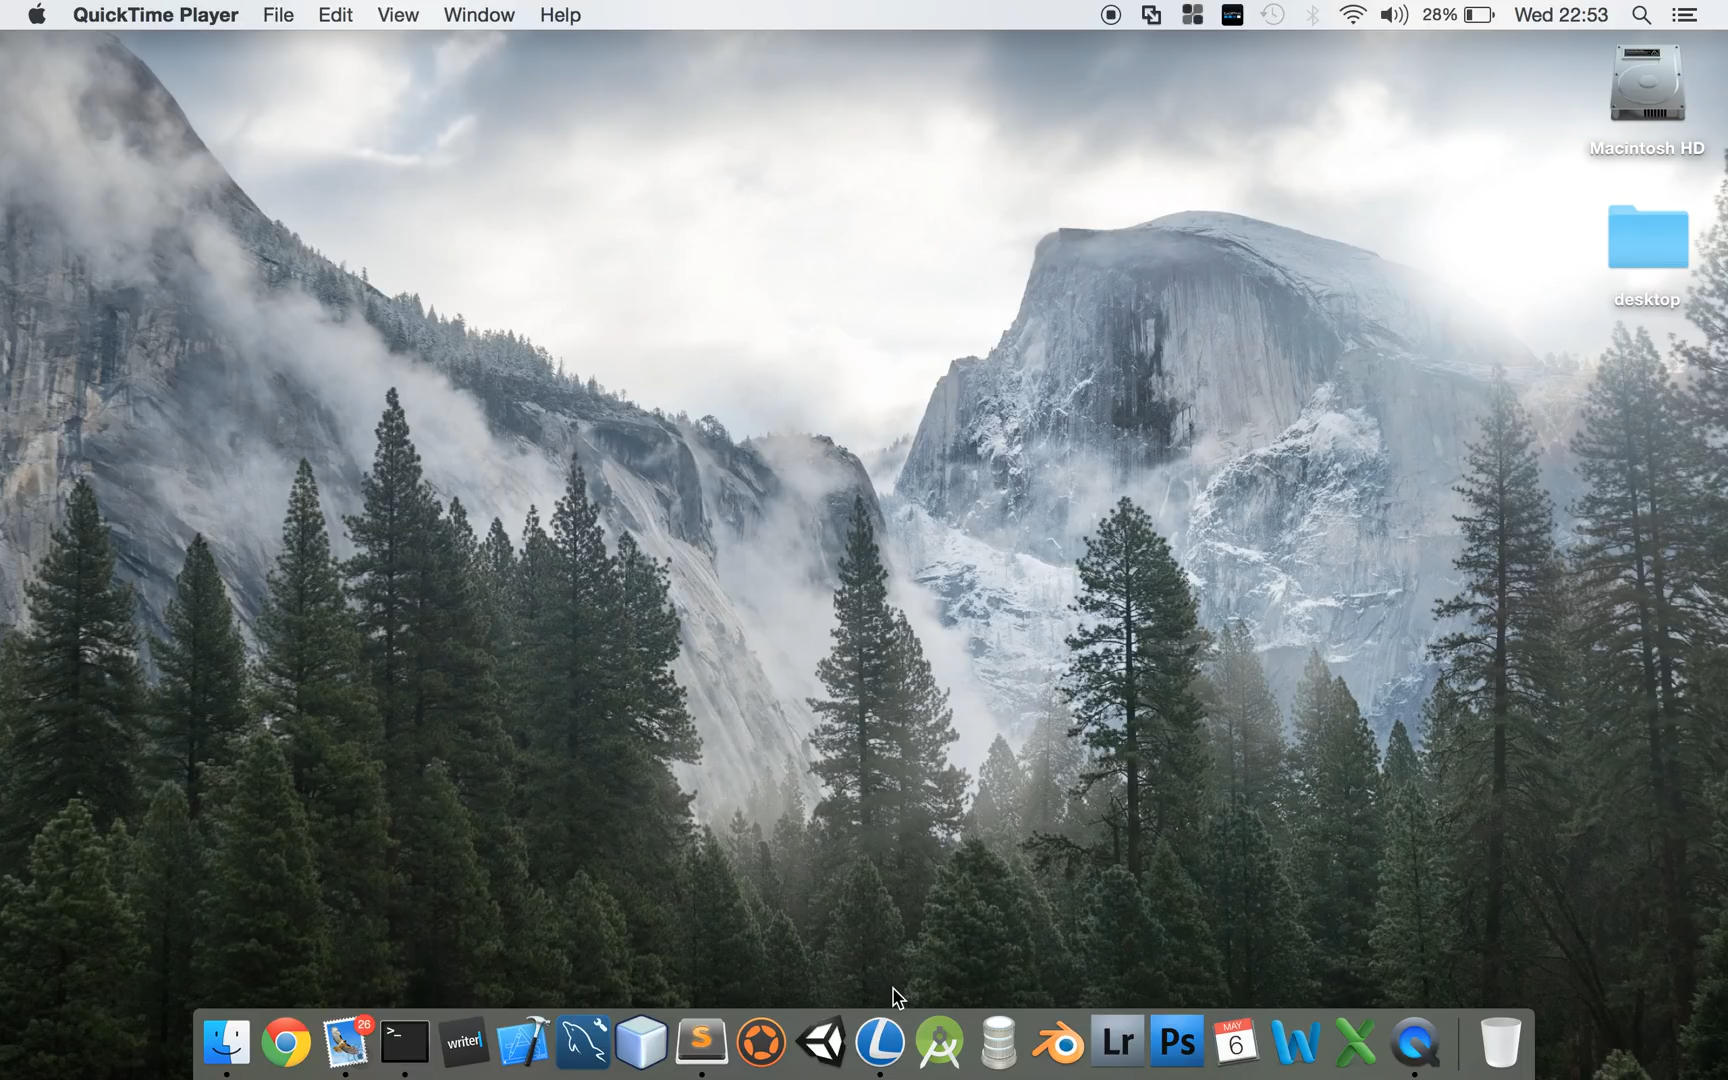 QuickTime Player File Edit View Window Help 28% Wed 22:53
Macintosh HD
desktop
26
>_
writer
S
L
Lr
Ps
MAY
6
W
X